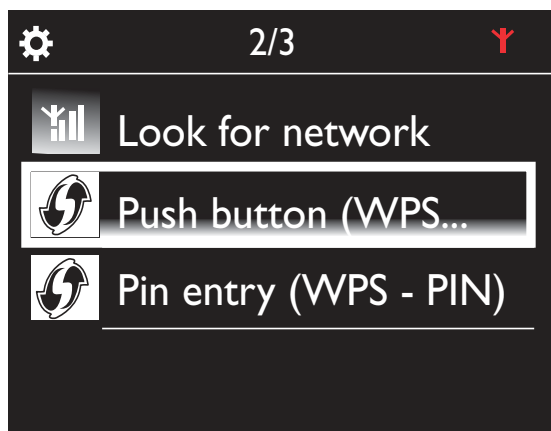 2/3
Look for network
Push button (WPS...
Pin entry (WPS - PIN)